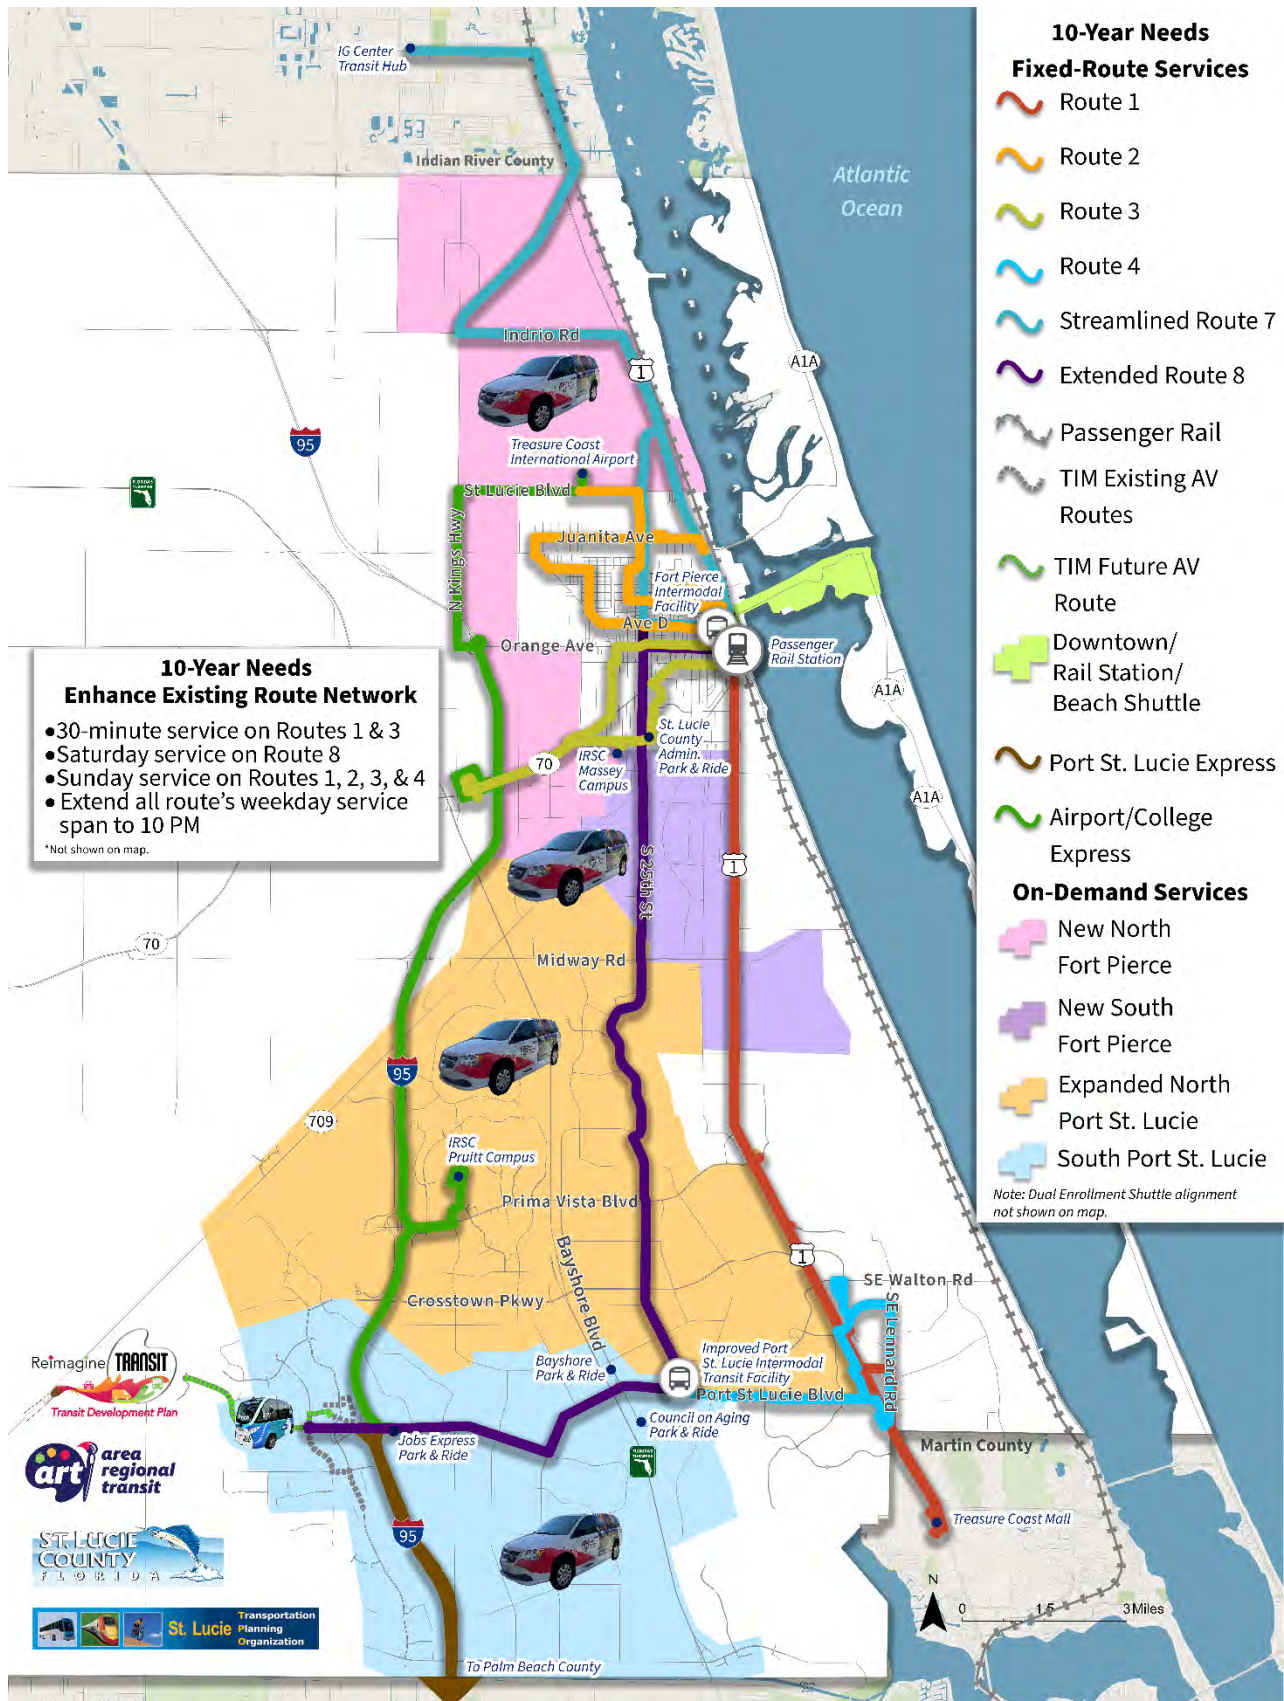 IG Center
Transit Hub
Indian River County
Atlantic
Ocean
Indrio Rd
1
A1A
95
Treasure Coast
International Airport
St Lucie Blvd
N Kings Hwy
Juanita Ave
Fort Pierce
Intermodal
Facility
Ave D
Orange Ave
Passenger
Rail Station
A1A
10-Year Needs
Enhance Existing Route Network
•30-minute service on Routes 1 & 3
•Saturday service on Route 8
•Sunday service on Routes 1, 2, 3, & 4
• Extend all route's weekday service
span to 10 PM
*Not shown on map.
70
IRSC
Massey
Campus
St. Lucie
County
Admin.
Park & Ride
A1A
S 25th St
1
70
Midway Rd
95
709
IRSC
Pruitt Campus
Prima Vista Blvd
Bayshore Blvd
1
SE Walton Rd
SE Lennard Rd
Crosstown Pkwy
Bayshore
Park & Ride
Improved Port
St. Lucie Intermodal
Transit Facility
Port St Lucie Blvd
Council on Aging
Park & Ride
Jobs Express
Park & Ride
Martin County
Treasure Coast Mall
95
To Palm Beach County
N
0 1.5 3 Miles
Reimagine TRANSIT
Transit Development Plan
art area
regional
transit
ST. LUCIE
COUNTY
FLORIDA
St. Lucie Transportation
Planning
Organization
10-Year Needs
Fixed-Route Services
Route 1
Route 2
Route 3
Route 4
Streamlined Route 7
Extended Route 8
Passenger Rail
TIM Existing AV
Routes
TIM Future AV
Route
Downtown/
Rail Station/
Beach Shuttle
Port St. Lucie Express
Airport/College
Express
On-Demand Services
New North
Fort Pierce
New South
Fort Pierce
Expanded North
Port St. Lucie
South Port St. Lucie
Note: Dual Enrollment Shuttle alignment
not shown on map.